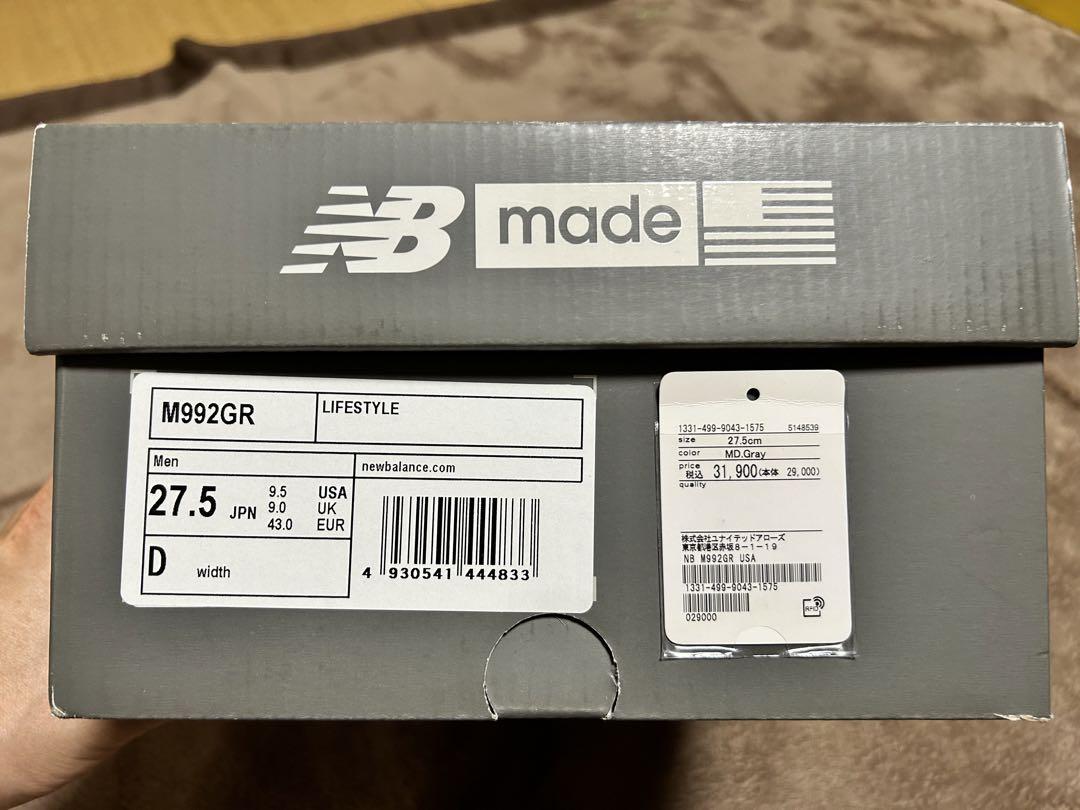 NB made
M992GR
LIFESTYLE
Men
newbalance.com
27.5 JPN
9.5 USA
9.0 UK
43.0 EUR
D width
4 930541 444833
1331-499-9043-1575 5148539
size 27.5cm
color MD.Gray
price 税込 31,900(本体 29,000)
quality
株式会社ユナイテッドアローズ
東京都港区赤坂8-1-19
NB M992GR USA
1331-499-9043-1575
029000
RFID